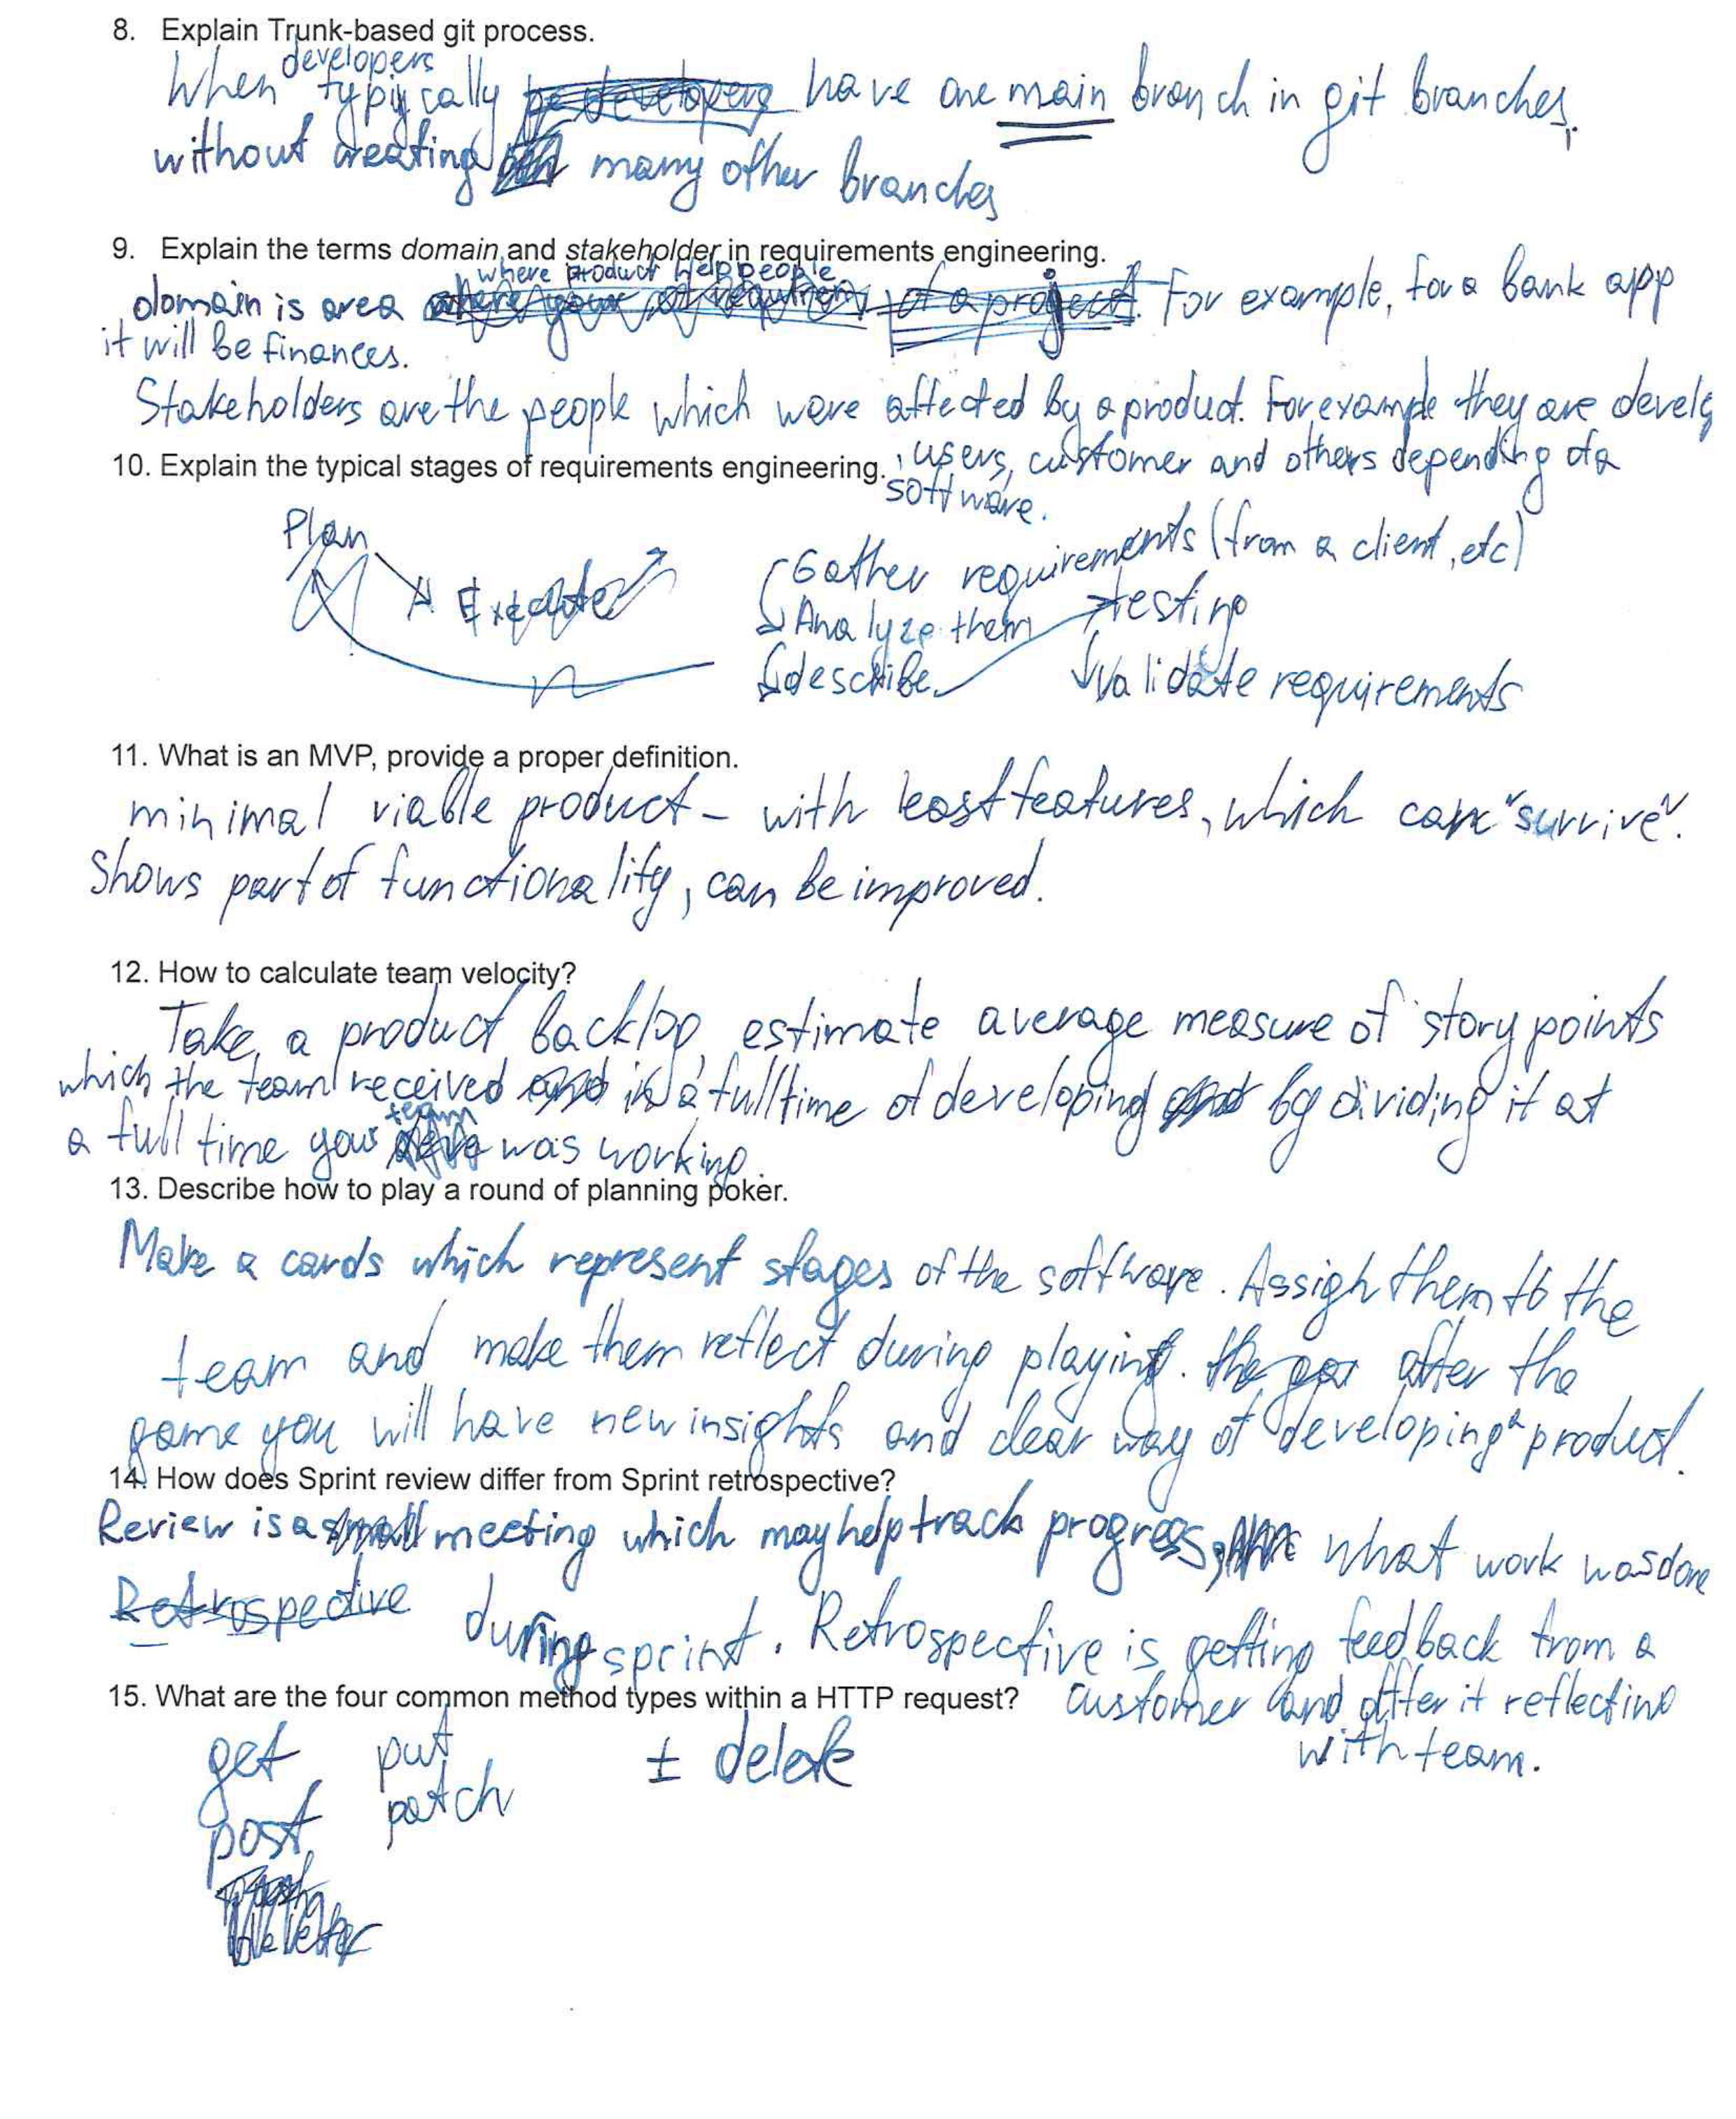 8. Explain Trunk-based git process.
developers
When typically have one main branch in git branches,
without creating many other branches
9. Explain the terms domain and stakeholder in requirements engineering.
where product help people
domain is area For example, for a bank app
it will be finances.
Stakeholders are the people which were affected by a product. For example they are develp
10. Explain the typical stages of requirements engineering. , users, customer and others depending of a
software.
Plan
Execute
Gather requirements (from a client, etc)
Analyze them
testing
describe
validate requirements
11. What is an MVP, provide a proper definition.
minimal viable product - with least features, which can "survive".
Shows part of functionality, can be improved.
12. How to calculate team velocity?
Take a product backlog, estimate average measure of story points
which the team received in a full time of developing by dividing it at
team
a full time your was working.
13. Describe how to play a round of planning poker.
Make a cards which represent stages of the software. Assign them to the
team and make them reflect during playing. after the
game you will have new insights and clear way of developing a product.
14. How does Sprint review differ from Sprint retrospective?
Review is a small meeting which may help track progress, what work was done
Retrospective during sprint. Retrospective is getting feedback from a
15. What are the four common method types within a HTTP request? customer and after it reflecting
with team.
get put ± delete
post patch